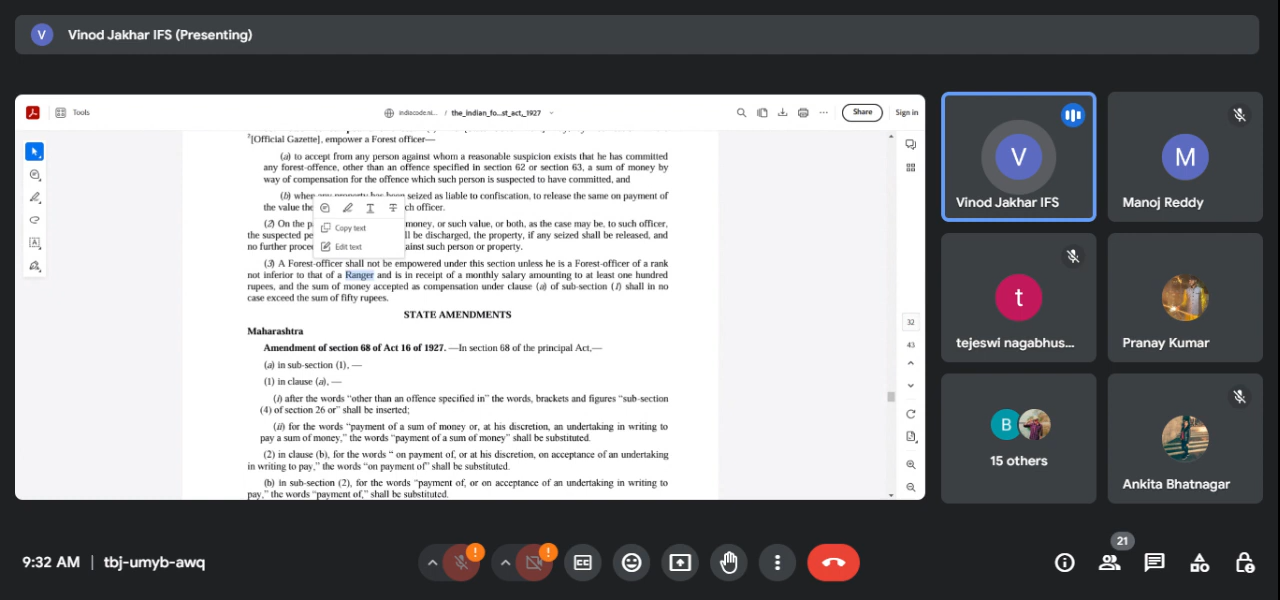 V Vinod Jakhar IFS (Presenting)
Tools
indiacode.ni... / the_indian_fo...st_act,_1927
Share
Sign in
2[Official Gazette], empower a Forest officer—
(a) to accept from any person against whom a reasonable suspicion exists that he has committed
any forest-offence, other than an offence specified in section 62 or section 63, a sum of money by
way of compensation for the offence which such person is suspected to have committed, and
(b) when any property has been seized as liable to confiscation, to release the same on payment of
the value the ch officer.
Copy text
Edit text
(2) On the p money, or such value, or both, as the case may be, to such officer,
the suspected pe ll be discharged, the property, if any seized shall be released, and
no further procee ainst such person or property.
(3) A Forest-officer shall not be empowered under this section unless he is a Forest-officer of a rank
not inferior to that of a Ranger and is in receipt of a monthly salary amounting to at least one hundred
rupees, and the sum of money accepted as compensation under clause (a) of sub-section (1) shall in no
case exceed the sum of fifty rupees.
STATE AMENDMENTS
Maharashtra
Amendment of section 68 of Act 16 of 1927. —In section 68 of the principal Act,—
(a) in sub-section (1), —
(1) in clause (a), —
(i) after the words “other than an offence specified in” the words, brackets and figures “sub-section
(4) of section 26 or” shall be inserted;
(ii) for the words “payment of a sum of money or, at his discretion, an undertaking in writing to
pay a sum of money,” the words “payment of a sum of money” shall be substituted.
(2) in clause (b), for the words “ on payment of, or at his discretion, on acceptance of an undertaking
in writing to pay,” the words “on payment of” shall be substituted.
(b) in sub-section (2), for the words “payment of, or on acceptance of an undertaking in writing to
pay,” the words “payment of,” shall be substituted.
32
43
V
Vinod Jakhar IFS
M
Manoj Reddy
t
tejeswi nagabhus...
Pranay Kumar
B
15 others
Ankita Bhatnagar
9:32 AM | tbj-umyb-awq
CC
21